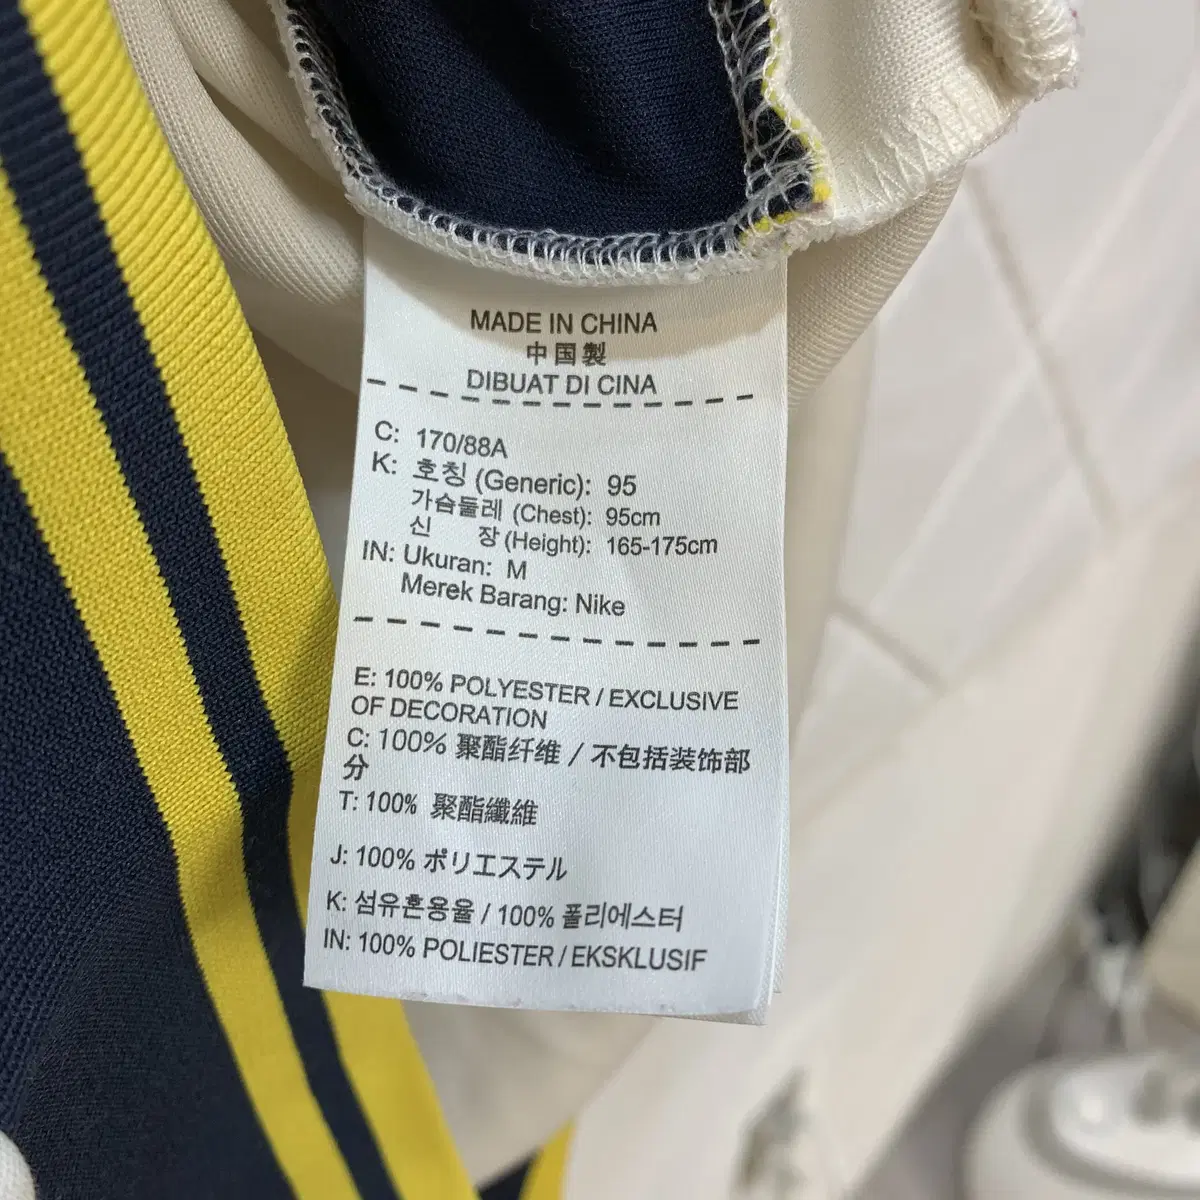 MADE IN CHINA
中国製
DIBUAT DI CINA
C: 170/88A
K: 호칭 (Generic): 95
가슴둘레 (Chest): 95cm
신 장 (Height): 165-175cm
IN: Ukuran: M
Merek Barang: Nike
E: 100% POLYESTER / EXCLUSIVE
OF DECORATION
C: 100% 聚酯纤维 / 不包括装饰部
分
T: 100% 聚酯纖維
J: 100% ポリエステル
K: 섬유혼용율 / 100% 폴리에스터
IN: 100% POLIESTER / EKSKLUSIF